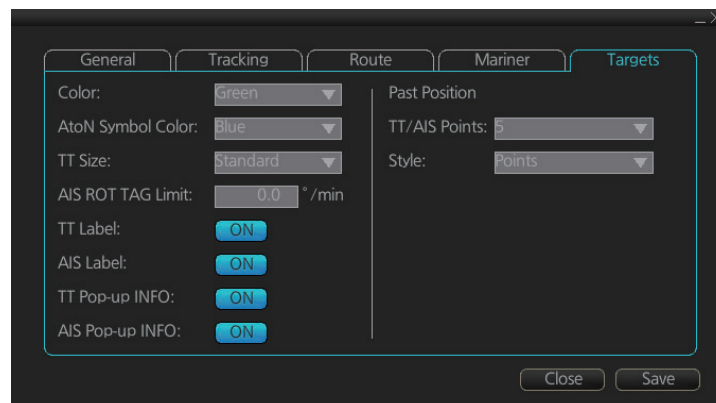 General Tracking Route Mariner Targets
Color: Green
AtoN Symbol Color: Blue
TT Size: Standard
AIS ROT TAG Limit: 0.0 °/min
TT Label: ON
AIS Label: ON
TT Pop-up INFO: ON
AIS Pop-up INFO: ON
Past Position
TT/AIS Points: 5
Style: Points
Close Save